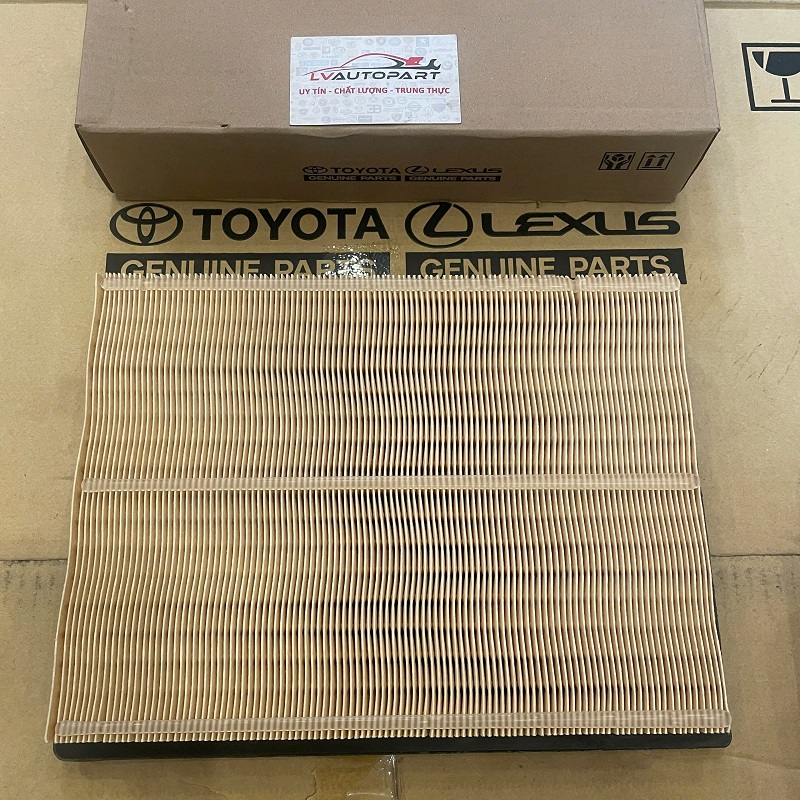 LVAUTOPART
UY TÍN - CHẤT LƯỢNG - TRUNG THỰC
TOYOTA LEXUS
GENUINE PARTS GENUINE PARTS
TOYOTA LEXUS
GENUINE PARTS GENUINE PARTS